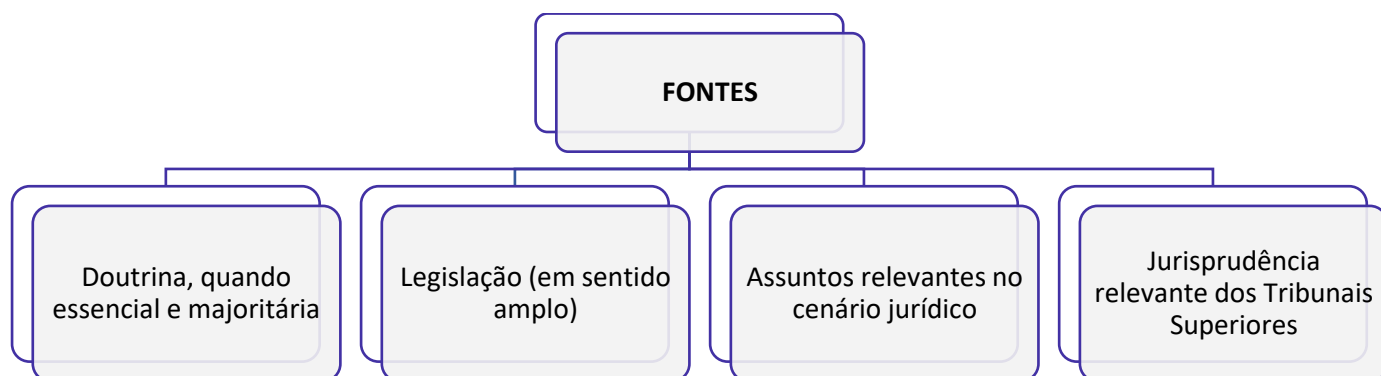 FONTES
Doutrina, quando
essencial e majoritária
Legislação (em sentido
amplo)
Assuntos relevantes no
cenário jurídico
Jurisprudência
relevante dos Tribunais
Superiores